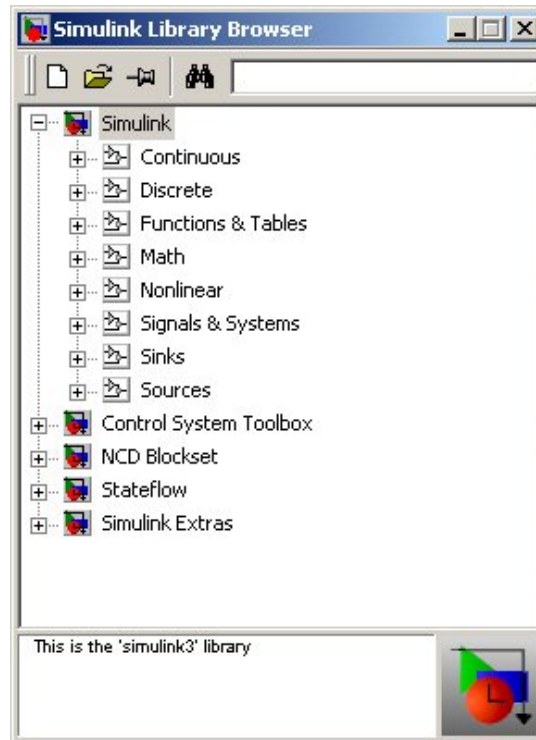 Simulink Library Browser
Simulink
Continuous
Discrete
Functions & Tables
Math
Nonlinear
Signals & Systems
Sinks
Sources
Control System Toolbox
NCD Blockset
Stateflow
Simulink Extras
This is the 'simulink3' library